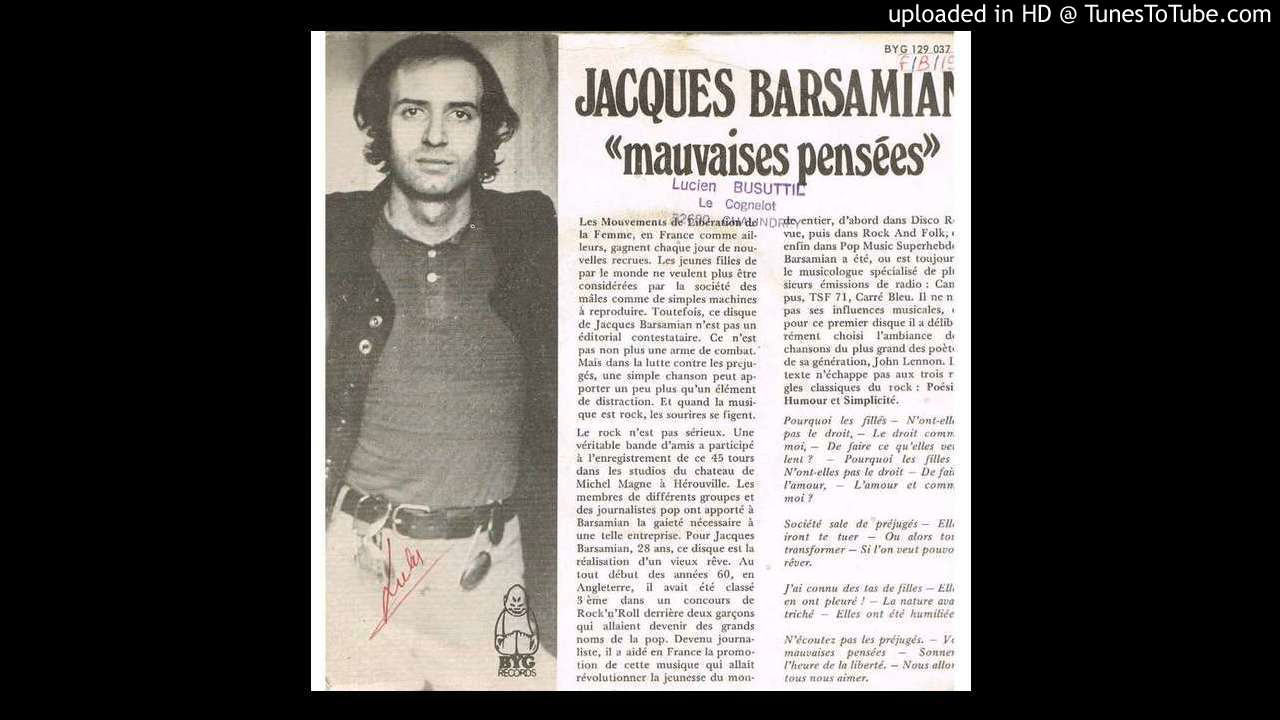 uploaded in HD @ TunesToTube.com
BYG 129.037
F/B/19
JACQUES BARSAMIAN
«mauvaises pensées»
Lucien BUSUTTIL
Le Cognelot
Les Mouvements de Libération de
la Femme, en France comme ail-
leurs, gagnent chaque jour de nou-
velles recrues. Les jeunes filles de
par le monde ne veulent plus être
considérées par la société des
mâles comme de simples machines
à reproduire. Toutefois, ce disque
de Jacques Barsamian n'est pas un
éditorial contestataire. Ce n'est
pas non plus une arme de combat.
Mais dans la lutte contre les preju-
gés, une simple chanson peut ap-
porter un peu plus qu'un élément
de distraction. Et quand la musi-
que est rock, les sourires se figent.
Le rock n'est pas sérieux. Une
véritable bande d'amis a participé
à l'enregistrement de ce 45 tours
dans les studios du chateau de
Michel Magne à Hérouville. Les
membres de différents groupes et
des journalistes pop ont apporté à
Barsamian la gaieté nécessaire à
une telle entreprise. Pour Jacques
Barsamian, 28 ans, ce disque est la
réalisation d'un vieux rêve. Au
tout début des années 60, en
Angleterre, il avait été classé
3 ème dans un concours de
Rock'n'Roll derrière deux garçons
qui allaient devenir des grands
noms de la pop. Devenu journa-
liste, il a aidé en France la promo-
tion de cette musique qui allait
révolutionner la jeunesse du mon-
de entier, d'abord dans Disco R
vue, puis dans Rock And Folk,
enfin dans Pop Music Superhebd
Barsamian a été, ou est toujour
le musicologue spécialisé de pl
sieurs émissions de radio : Cam
pus, TSF 71, Carré Bleu. Il ne n
pas ses influences musicales,
pour ce premier disque il a délib
rément choisi l'ambiance d
chansons du plus grand des poèt
de sa génération, John Lennon. L
texte n'échappe pas aux trois r
gles classiques du rock : Poési
Humour et Simplicité.
Pourquoi les filles – N'ont-ell
pas le droit, – Le droit comm
moi, – De faire ce qu'elles veu
lent ? – Pourquoi les filles
N'ont-elles pas le droit – De fai
l'amour, – L'amour et comm
moi ?
Société sale de préjugés – Ell
iront te tuer – Ou alors to
transformer – Si l'on veut pouvo
rêver.
J'ai connu des tas de filles – Ell
en ont pleuré ! – La nature ava
triché – Elles ont été humiliée
N'écoutez pas les préjugés. – V
mauvaises pensées – Sonner
l'heure de la liberté. – Nous allo
tous nous aimer.
BYG
RECORDS